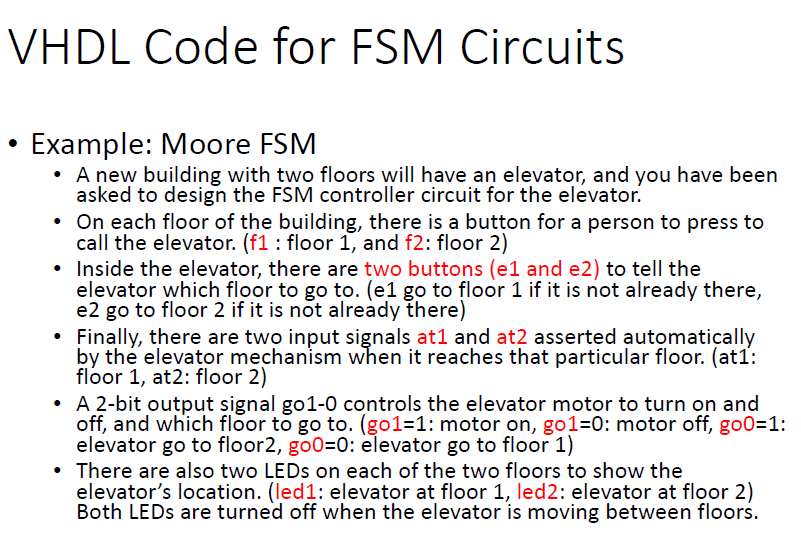 VHDL Code for FSM Circuits
• Example: Moore FSM
• A new building with two floors will have an elevator, and you have been
asked to design the FSM controller circuit for the elevator.
• On each floor of the building, there is a button for a person to press to
call the elevator. (f1 : floor 1, and f2: floor 2)
• Inside the elevator, there are two buttons (e1 and e2) to tell the
elevator which floor to go to. (e1 go to floor 1 if it is not already there,
e2 go to floor 2 if it is not already there)
• Finally, there are two input signals at1 and at2 asserted automatically
by the elevator mechanism when it reaches that particular floor. (at1:
floor 1, at2: floor 2)
• A 2-bit output signal go1-0 controls the elevator motor to turn on and
off, and which floor to go to. (go1=1: motor on, go1=0: motor off, go0=1:
elevator go to floor2, go0=0: elevator go to floor 1)
• There are also two LEDs on each of the two floors to show the
elevator’s location. (led1: elevator at floor 1, led2: elevator at floor 2)
Both LEDs are turned off when the elevator is moving between floors.